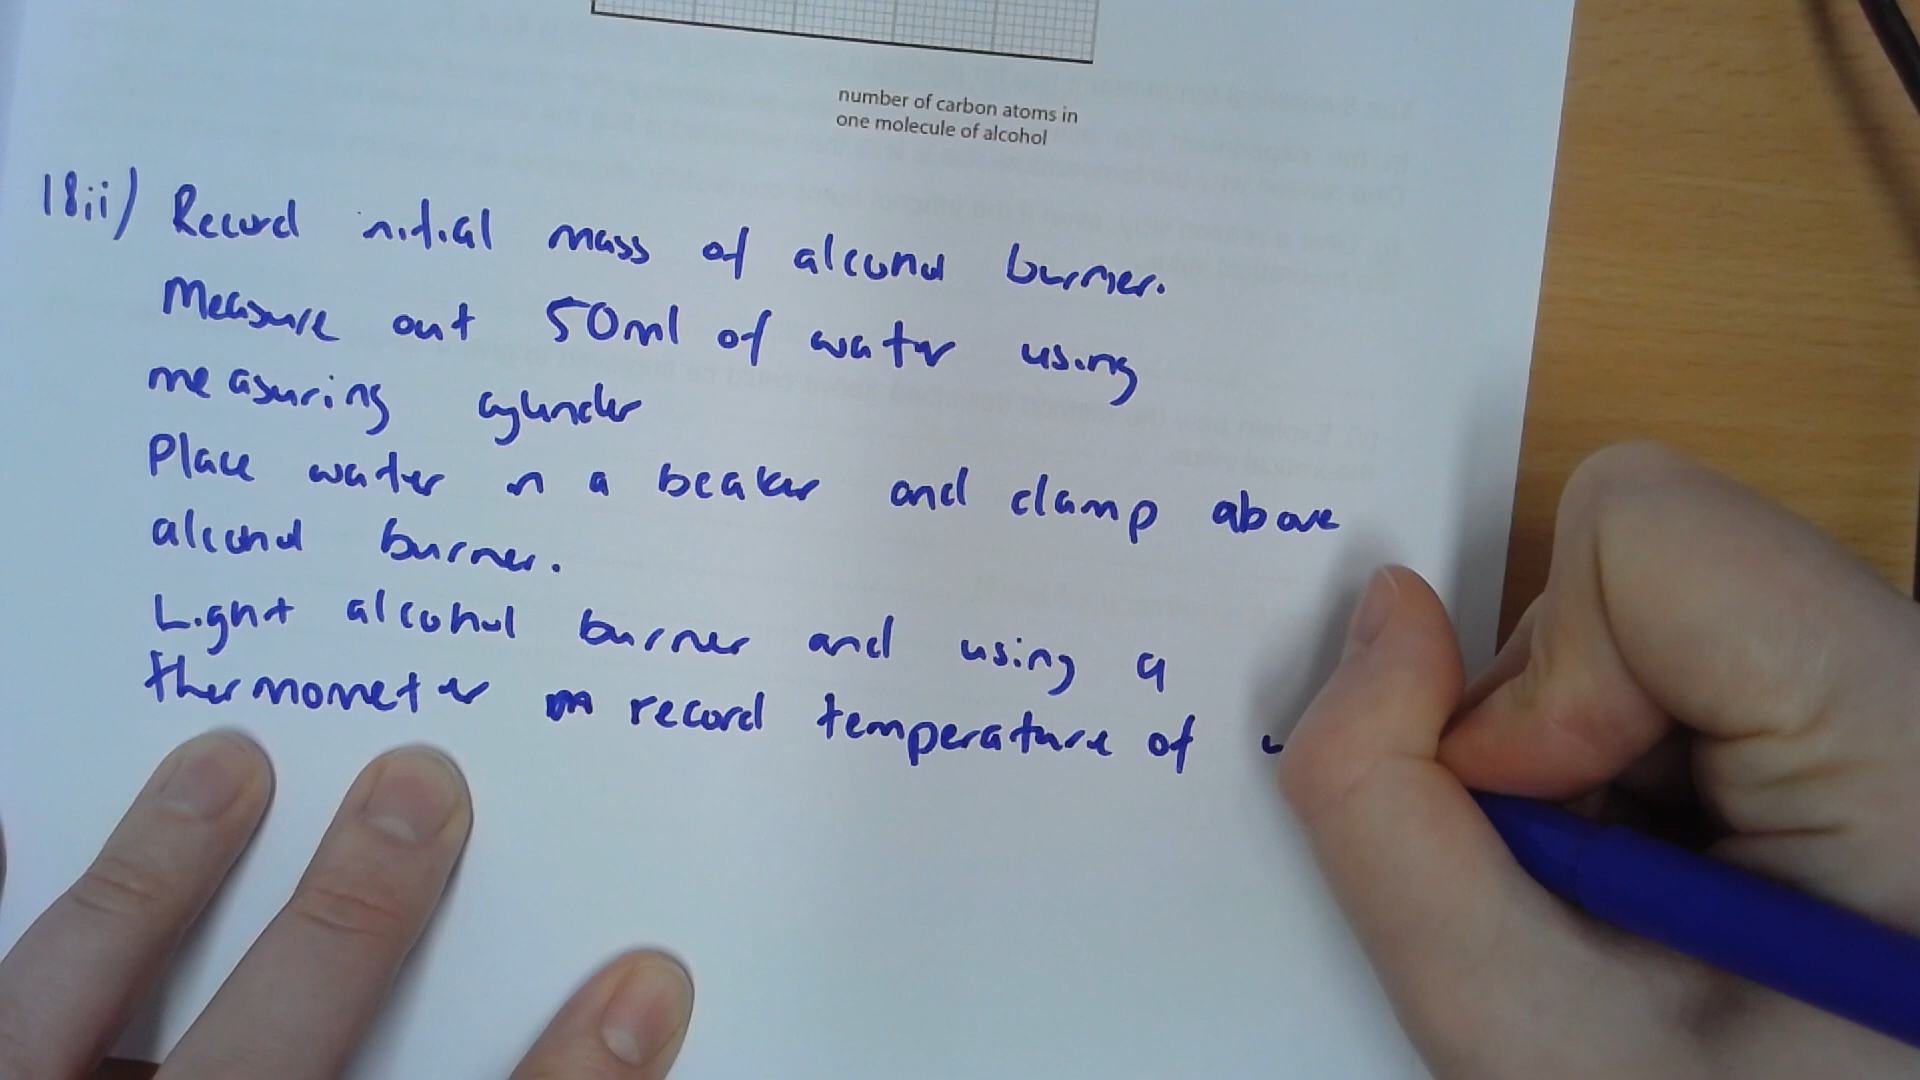 number of carbon atoms in
one molecule of alcohol
18ii) Record initial mass of alcohol burner.
Measure out 50ml of water using
measuring cylinder
Place water in a beaker and clamp above
alcohol burner.
Light alcohol burner and using a
thermometer record temperature of